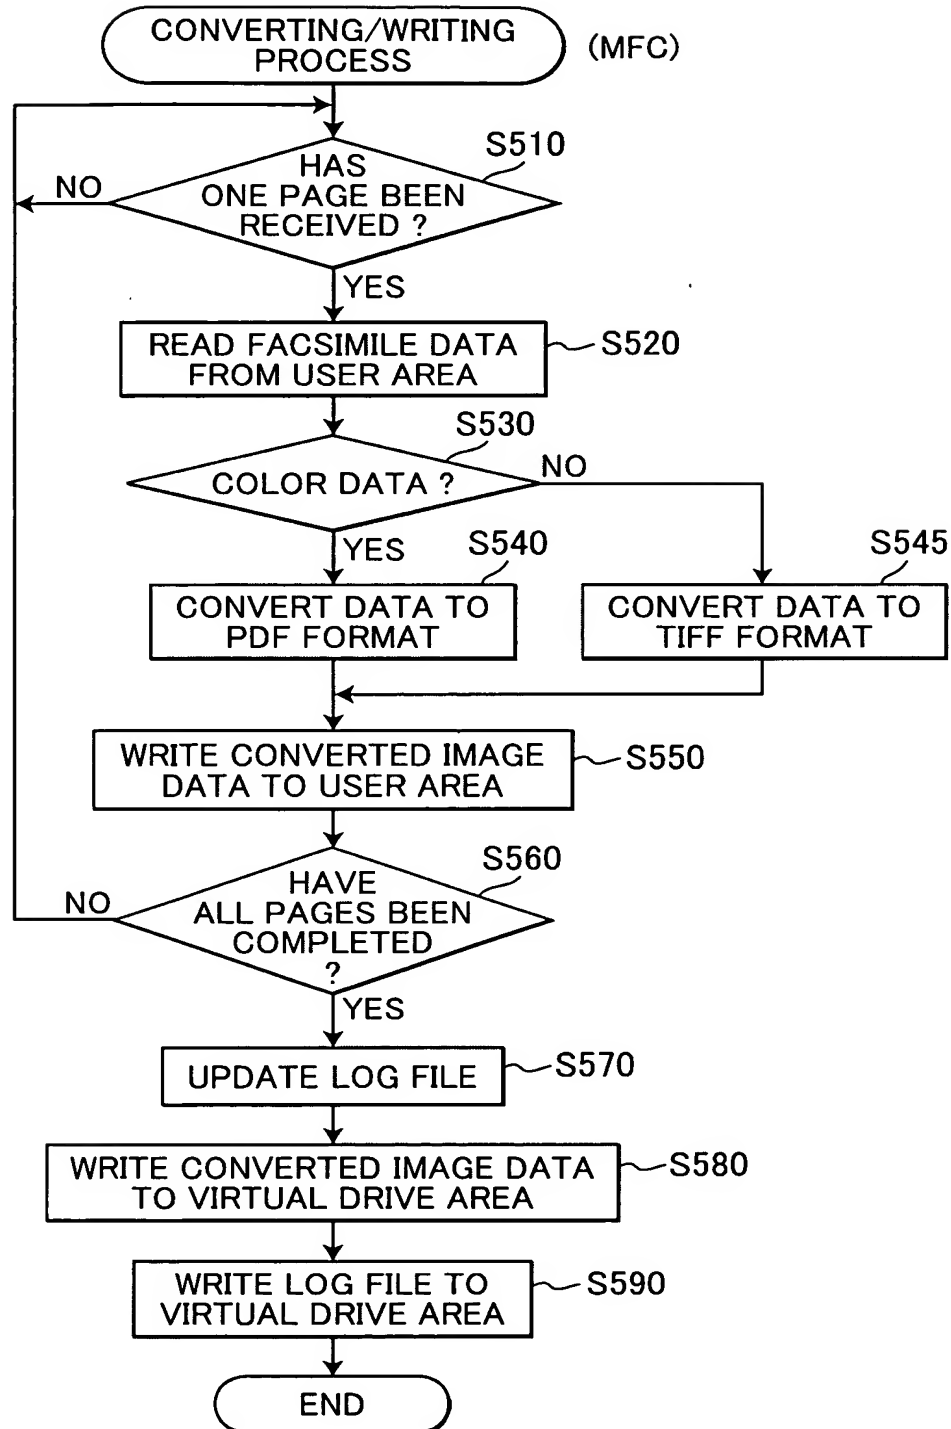 CONVERTING/WRITING
PROCESS
(MFC)
S510
HAS
ONE PAGE BEEN
RECEIVED ?
NO
YES
READ FACSIMILE DATA
FROM USER AREA
S520
S530
COLOR DATA ?
NO
YES
S540
S545
CONVERT DATA TO
PDF FORMAT
CONVERT DATA TO
TIFF FORMAT
WRITE CONVERTED IMAGE
DATA TO USER AREA
S550
S560
HAVE
ALL PAGES BEEN
COMPLETED
?
NO
YES
UPDATE LOG FILE
S570
WRITE CONVERTED IMAGE DATA
TO VIRTUAL DRIVE AREA
S580
WRITE LOG FILE TO
VIRTUAL DRIVE AREA
S590
END